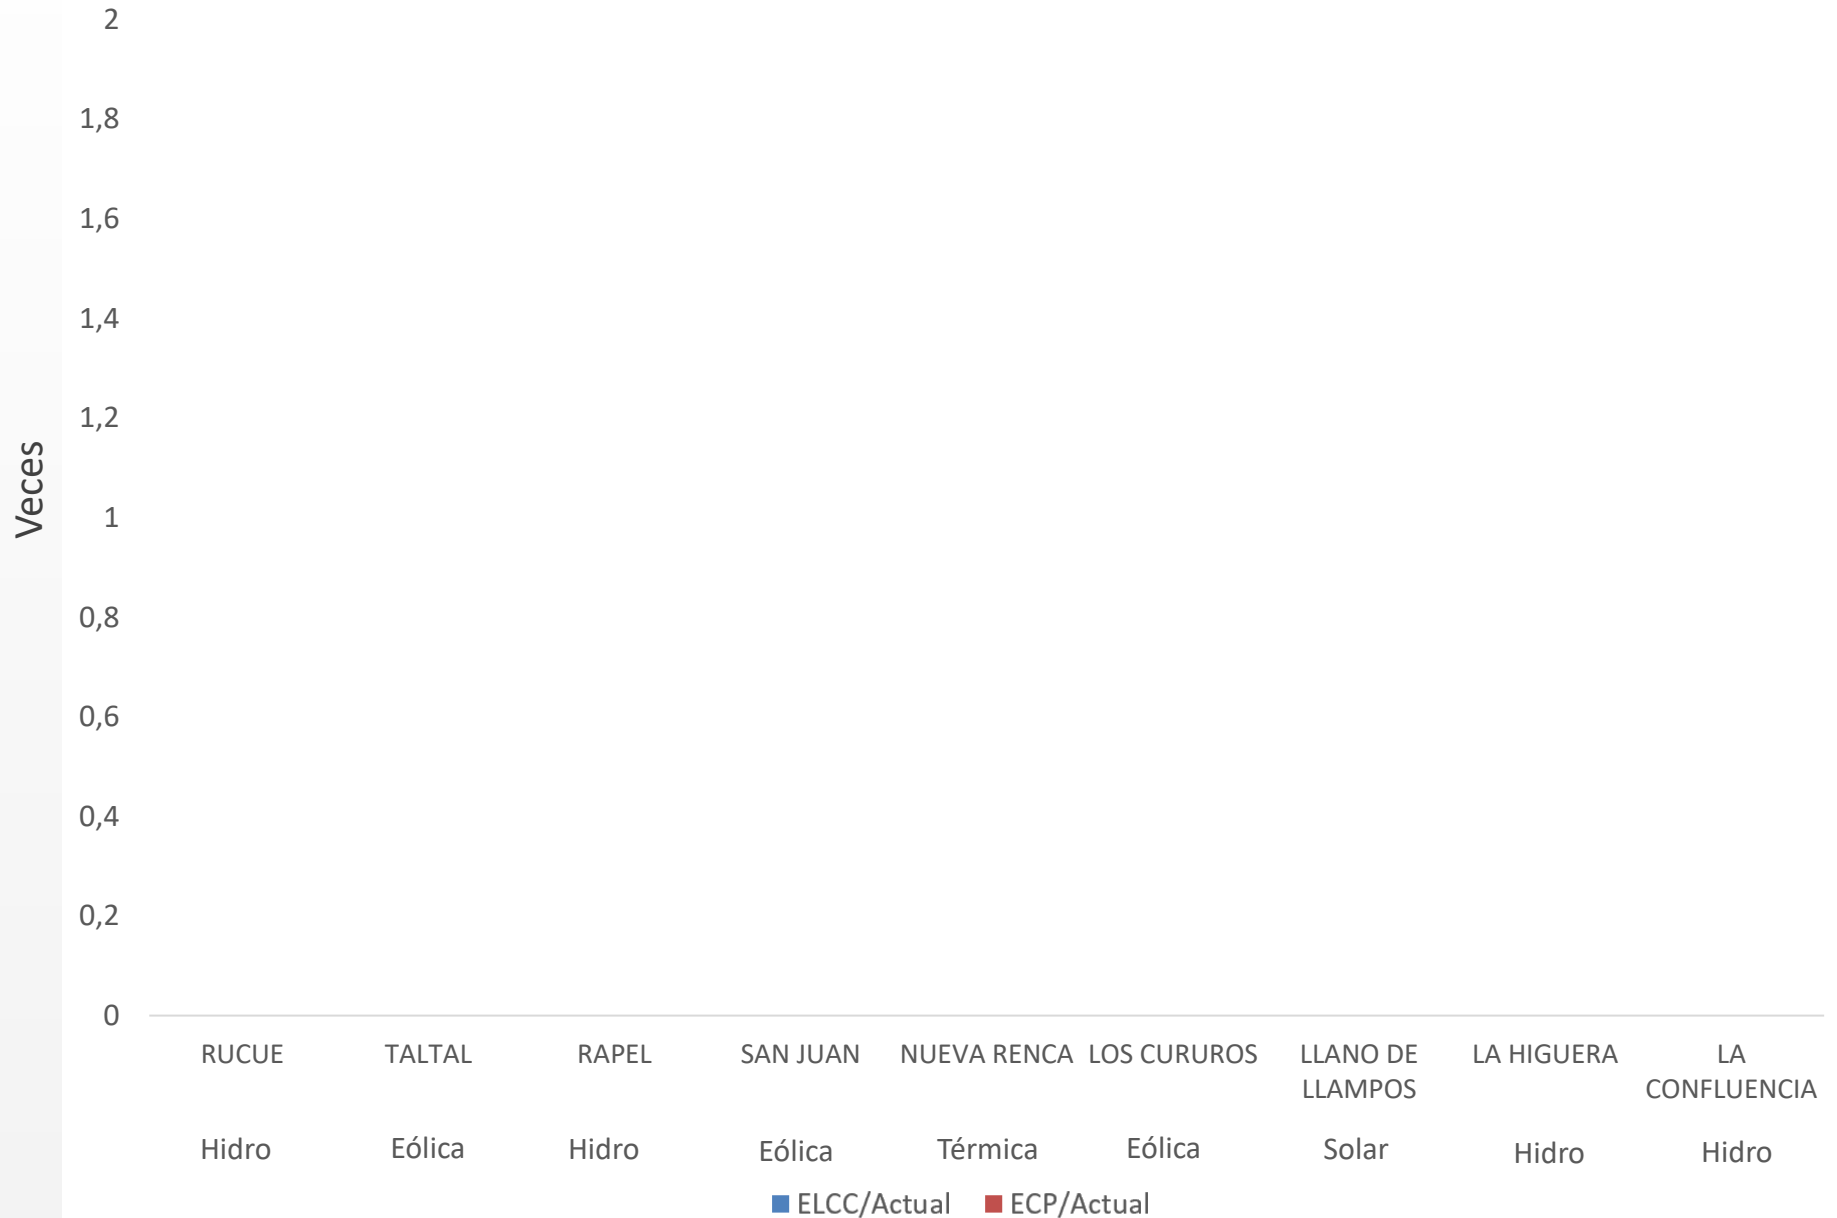 Veces
2
1,8
1,6
1,4
1,2
1
0,8
0,6
0,4
0,2
0
RUCUE
TALTAL
RAPEL
SAN JUAN
NUEVA RENCA
LOS CURUROS
LLANO DE
LLAMPOS
LA HIGUERA
LA
CONFLUENCIA
Hidro
Eólica
Hidro
Eólica
Térmica
Eólica
Solar
Hidro
Hidro
ELCC/Actual
ECP/Actual